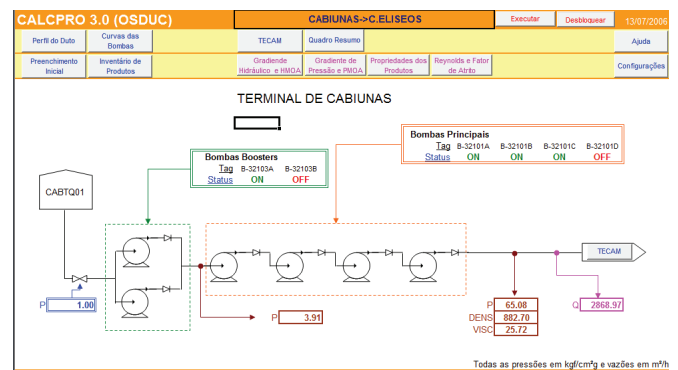 CALCPRO 3.0 (OSDUC)
CABIUNAS->C.ELISEOS
Executar
Desbloquear
13/07/2006
Perfil do Duto
Curvas das
Bombas
TECAM
Quadro Resumo
Ajuda
Preenchimento
Inicial
Inventário de
Produtos
Gradiende
Hidráulico e HMOA
Gradiente de
Pressão e PMOA
Propriedades dos
Produtos
Reynolds e Fator
de Atrito
Configurações
TERMINAL DE CABIUNAS
Bombas Principais
Tag B-32101A B-32101B B-32101C B-32101D
Status ON ON ON OFF
Bombas Boosters
Tag B-32103A B-32103B
Status ON OFF
CABTQ01
TECAM
P 1.00
P 3.91
P 65.08
DENS 882.70
VISC 25.72
Q 2868.97
Todas as pressões em kgf/cm²g e vazões em m³/h